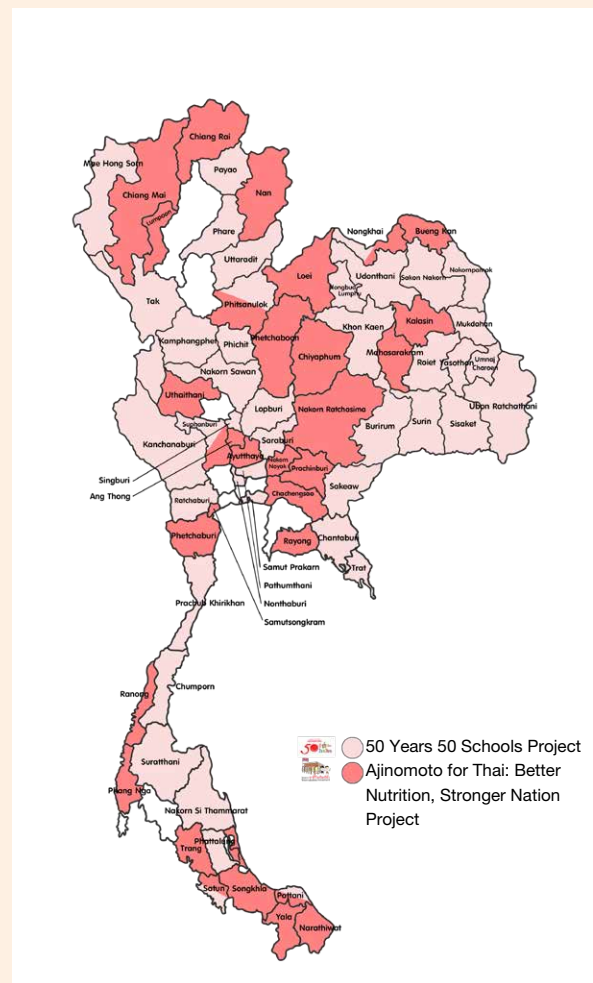 Chiang Rai
Mae Hong Sorn
Payao
Chiang Mai
Nan
Lumpoon
Phare
Nongkhai
Bueng Kan
Uttaradit
Loei
Udonthani
Sakon Nakorn
Nakornpanok
Nongbua
Lumphu
Tak
Phitsanulok
Khon Kaen
Kalasin
Mukdahan
Phetchaboon
Kamphangphet
Phichit
Chiyaphum
Mahasarakram
Roiet
Yasothon
Umnaj
Charoen
Nakorn Sawan
Uthaithani
Lopburi
Nakorn Ratchasima
Ubon Ratchathani
Suphanburi
Burirum
Surin
Sisaket
Kanchanaburi
Saraburi
Ayutthaya
Nakorn
Nayok
Prachinburi
Singburi
Sakeaw
Ang Thong
Ratchaburi
Chachengsao
Phetchaburi
Rayong
Chantabun
Samut Prakarn
Trat
Pathumthani
Prachub Khirikhan
Nonthaburi
Samutsongkram
Ranong
Chumporn
50 Years 50 Schools Project
Suratthani
Ajinomoto for Thai: Better
Nutrition, Stronger Nation
Project
Phang Nga
Nakorn Si Thammarat
Phattalung
Trang
Satun
Songkhla
Pattani
Yala
Narathiwat